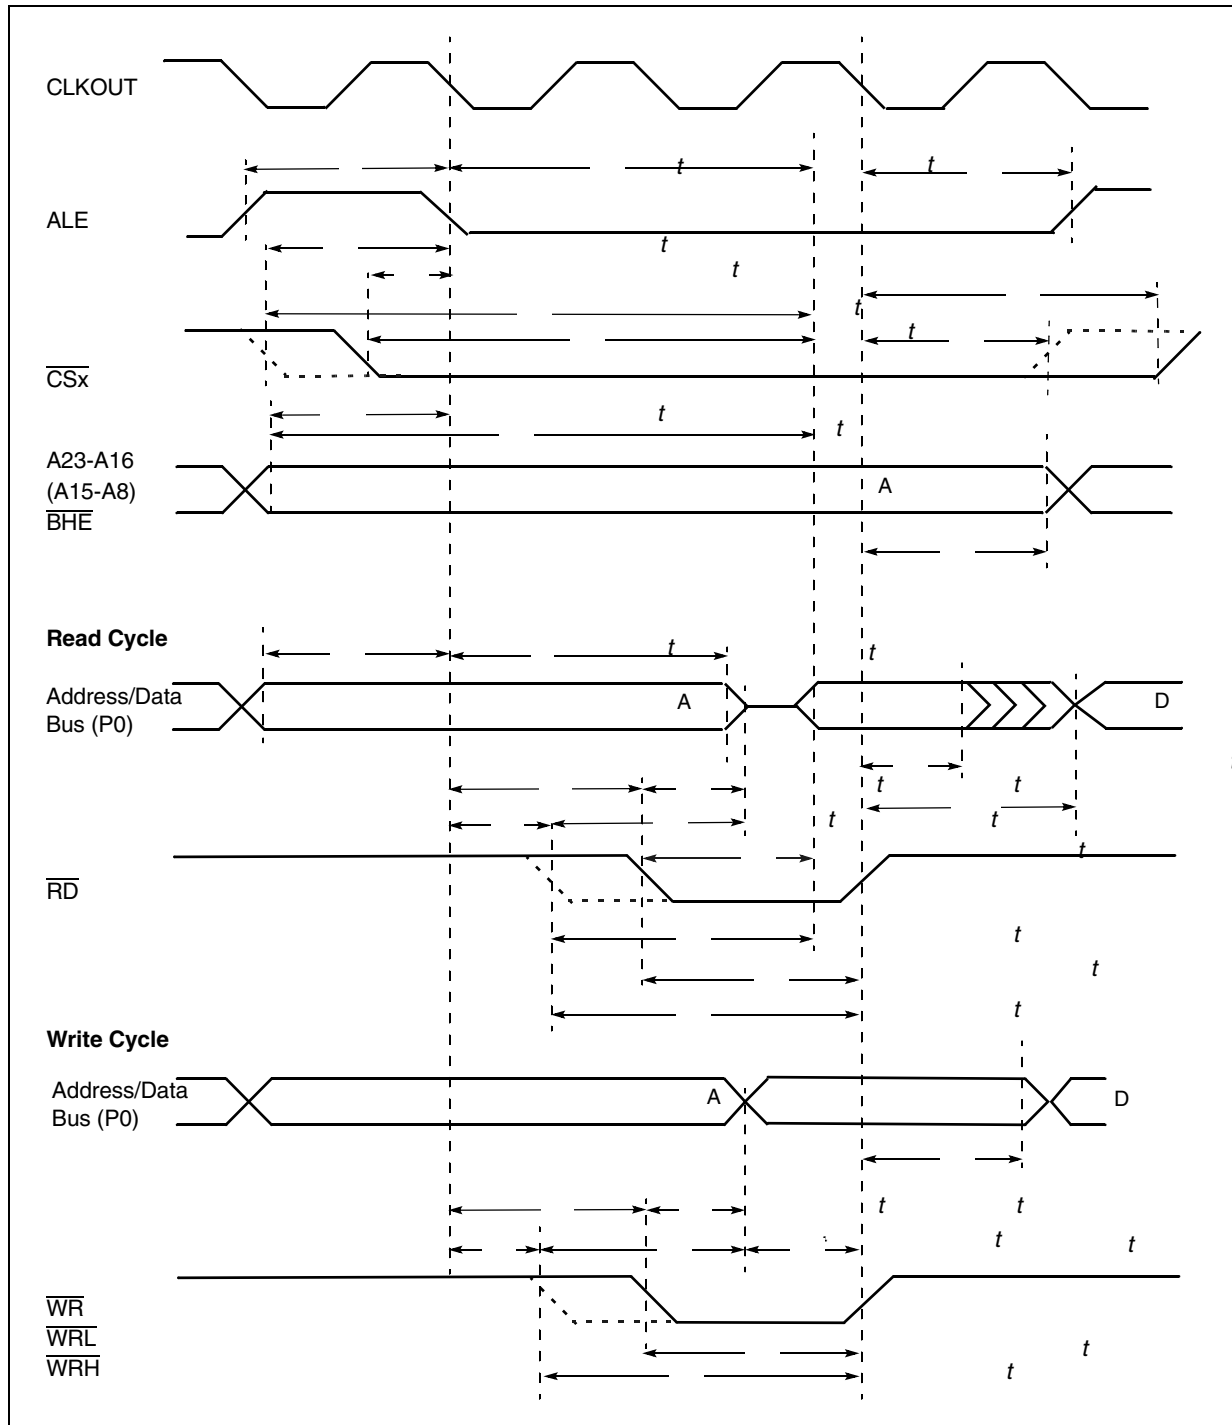 CLKOUT
t t
ALE
t
t
t
t
CSx
t
t
A23-A16
(A15-A8) A
BHE
Read Cycle
t t
Address/Data A D
Bus (P0)
t t
t t
t
RD
t
t
t
Write Cycle
Address/Data A D
Bus (P0)
t t
t t
WR
WRL t
WRH t